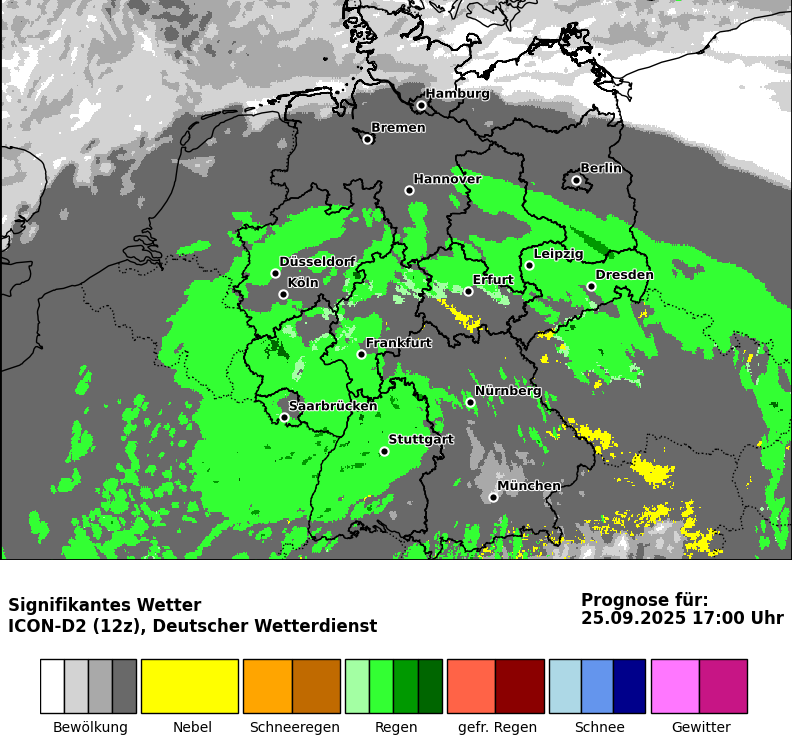 Hamburg
Bremen
Berlin
Hannover
Leipzig
Düsseldorf
Dresden
Erfurt
Köln
Frankfurt
Nürnberg
Saarbrücken
Stuttgart
München
Signifikantes Wetter
ICON-D2 (12z), Deutscher Wetterdienst
Prognose für:
25.09.2025 17:00 Uhr
Bewölkung Nebel Schneeregen Regen gefr. Regen Schnee Gewitter